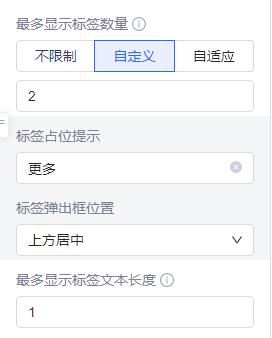 最多显示标签数量
不限制 自定义 自适应
2
标签占位提示
更多
标签弹出框位置
上方居中
最多显示标签文本长度
1